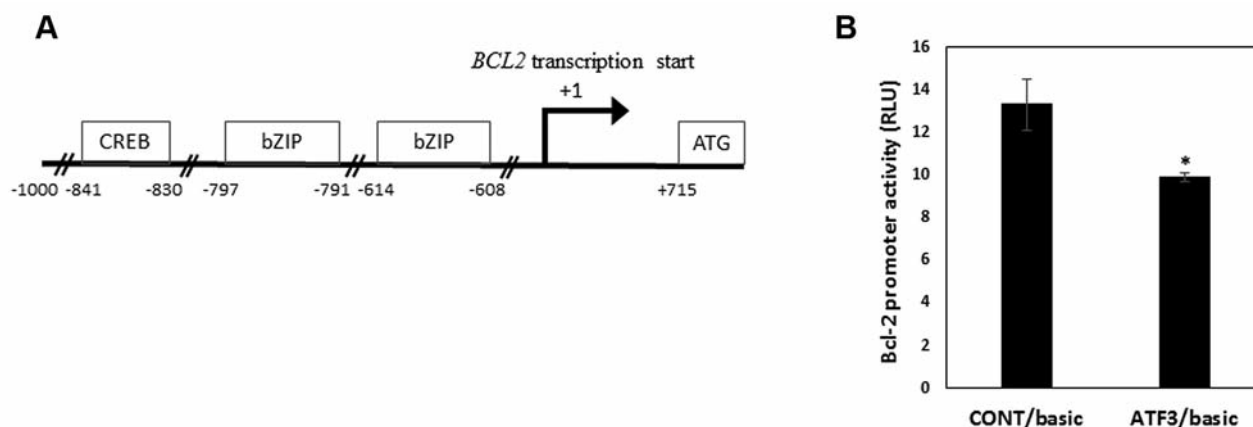 A
BCL2 transcription start
+1
CREB bZIP bZIP ATG
-1000 -841 -830 -797 -791 -614 -608 +715
B
Bcl-2 promoter activity (RLU)
16
14
12
10
8
6
4
2
0
*
CONT/basic ATF3/basic